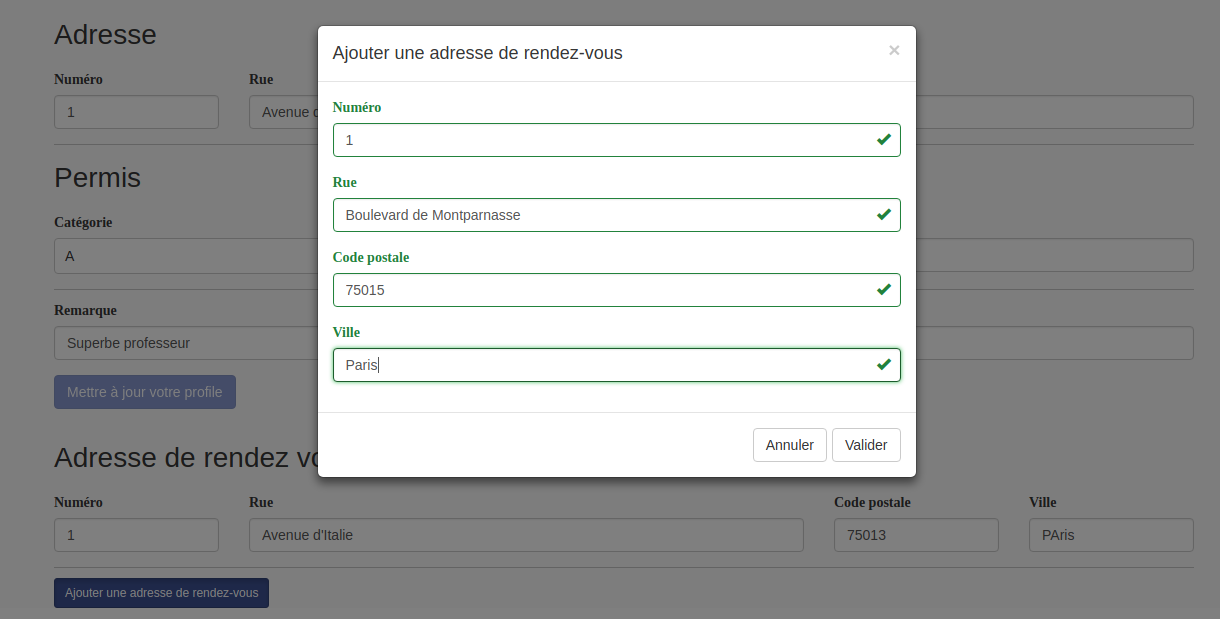 Adresse
Numéro Rue
1 Avenue d
Permis
Catégorie
A
Remarque
Superbe professeur
Mettre à jour votre profile
Ajouter une adresse de rendez-vous ×
Numéro
1
Rue
Boulevard de Montparnasse
Code postale
75015
Ville
Paris
Annuler Valider
Adresse de rendez vo
Numéro Rue Code postale Ville
1 Avenue d'Italie 75013 PAris
Ajouter une adresse de rendez-vous